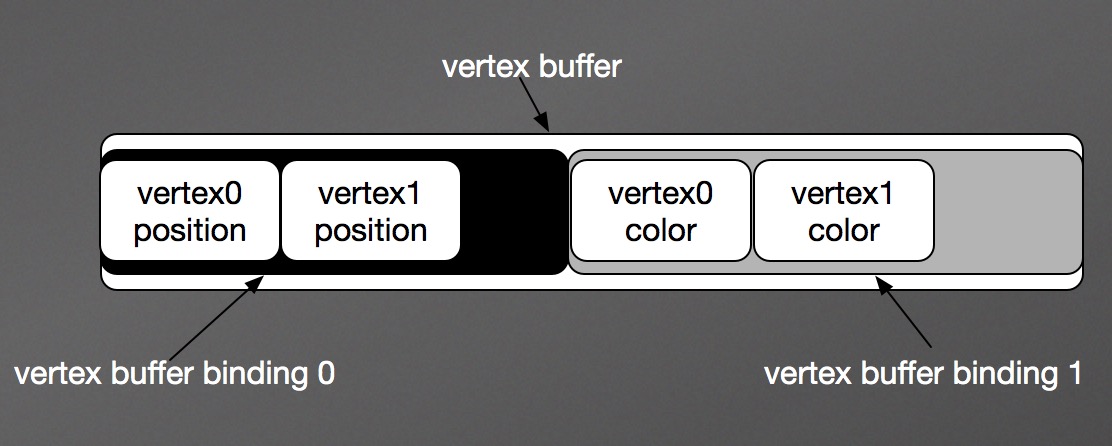 vertex buffer
vertex0
position
vertex1
position
vertex0
color
vertex1
color
vertex buffer binding 0
vertex buffer binding 1